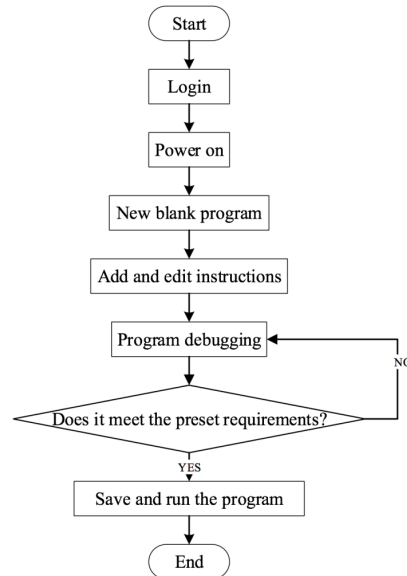 Start
Login
Power on
New blank program
Add and edit instructions
Program debugging
NO
Does it meet the preset requirements?
YES
Save and run the program
End